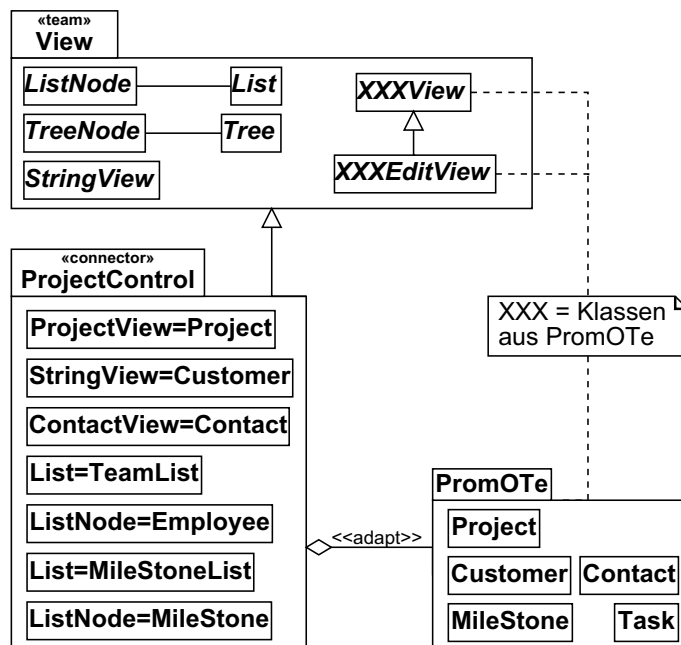 «team»
View
ListNode
List
XXXView
TreeNode
Tree
StringView
XXXEditView
«connector»
ProjectControl
ProjectView=Project
StringView=Customer
ContactView=Contact
List=TeamList
ListNode=Employee
List=MileStoneList
ListNode=MileStone
XXX = Klassen
aus PromOTe
<<adapt>>
PromOTe
Project
Customer
Contact
MileStone
Task